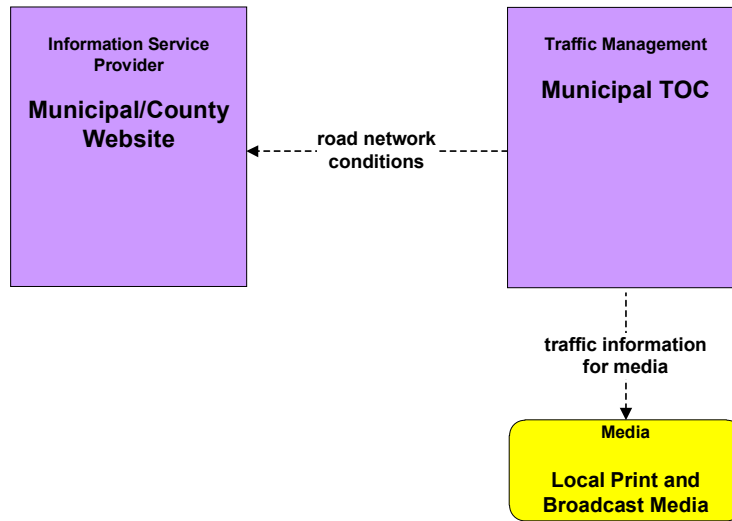 Information Service
Provider
Municipal/County
Website
road network
conditions
Traffic Management
Municipal TOC
traffic information
for media
Media
Local Print and
Broadcast Media